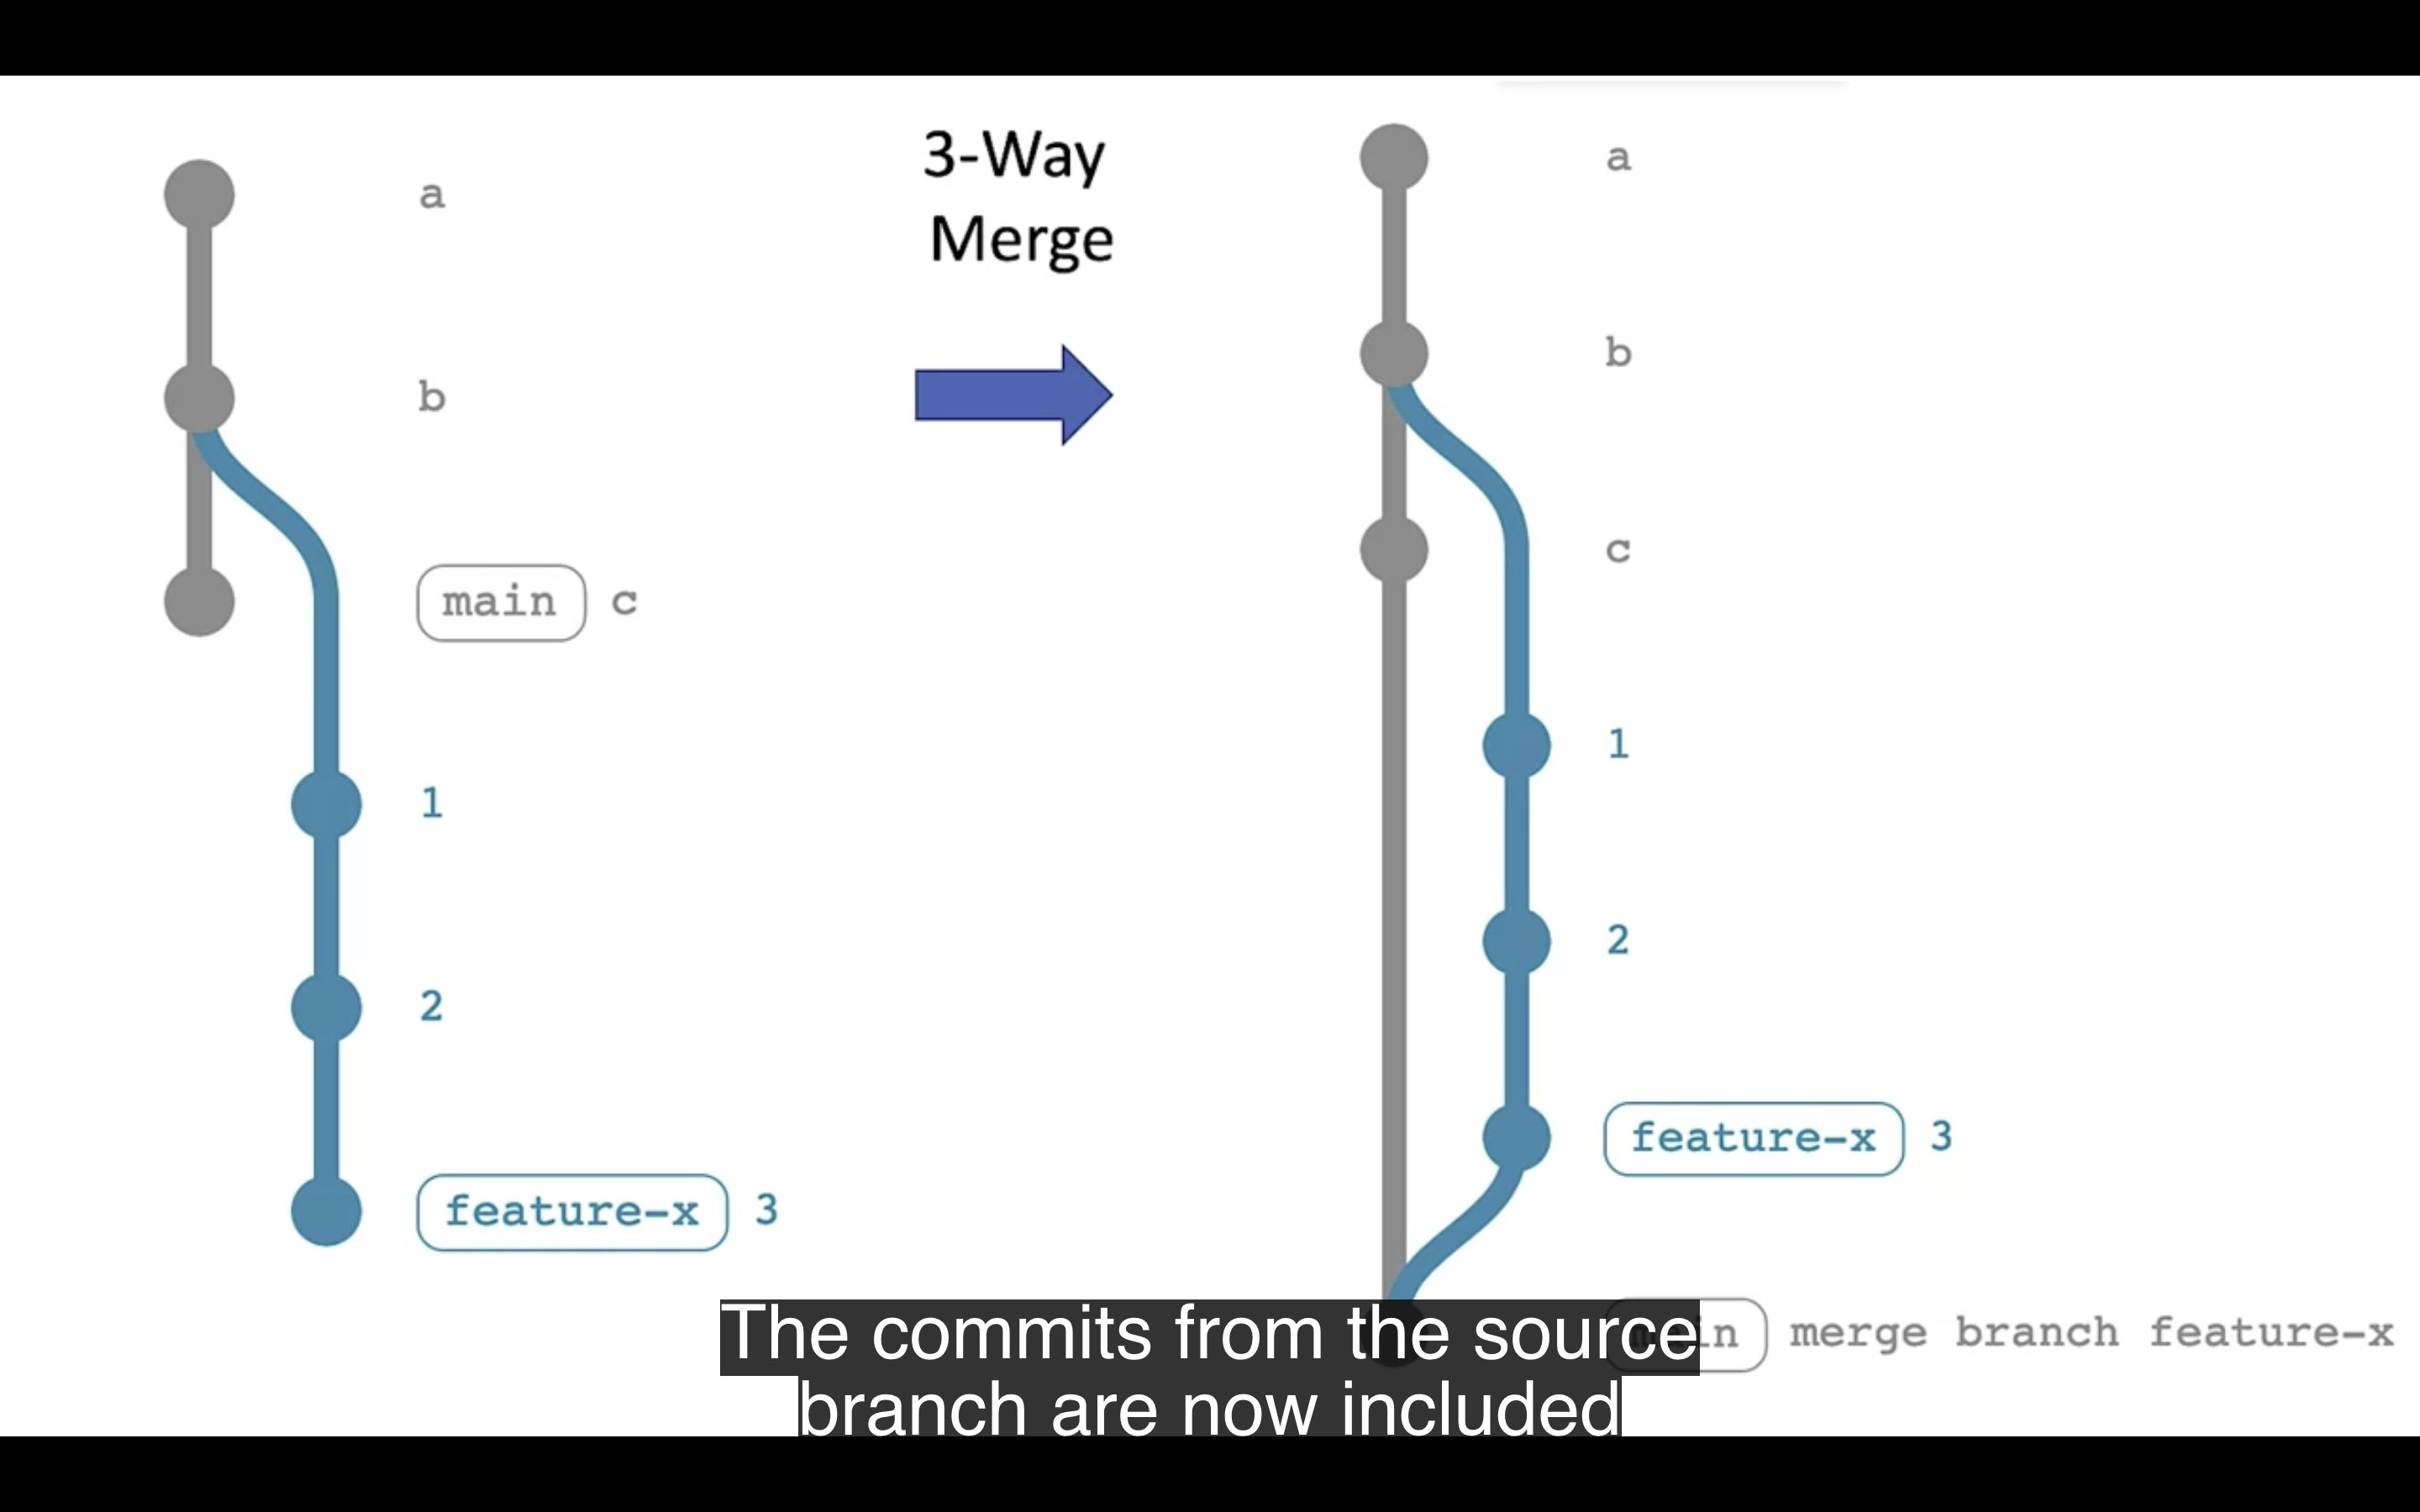 a
b
main c
1
2
feature-x 3
3-Way
Merge
a
b
c
1
2
feature-x 3
merge branch feature-x
The commits from the source
branch are now included